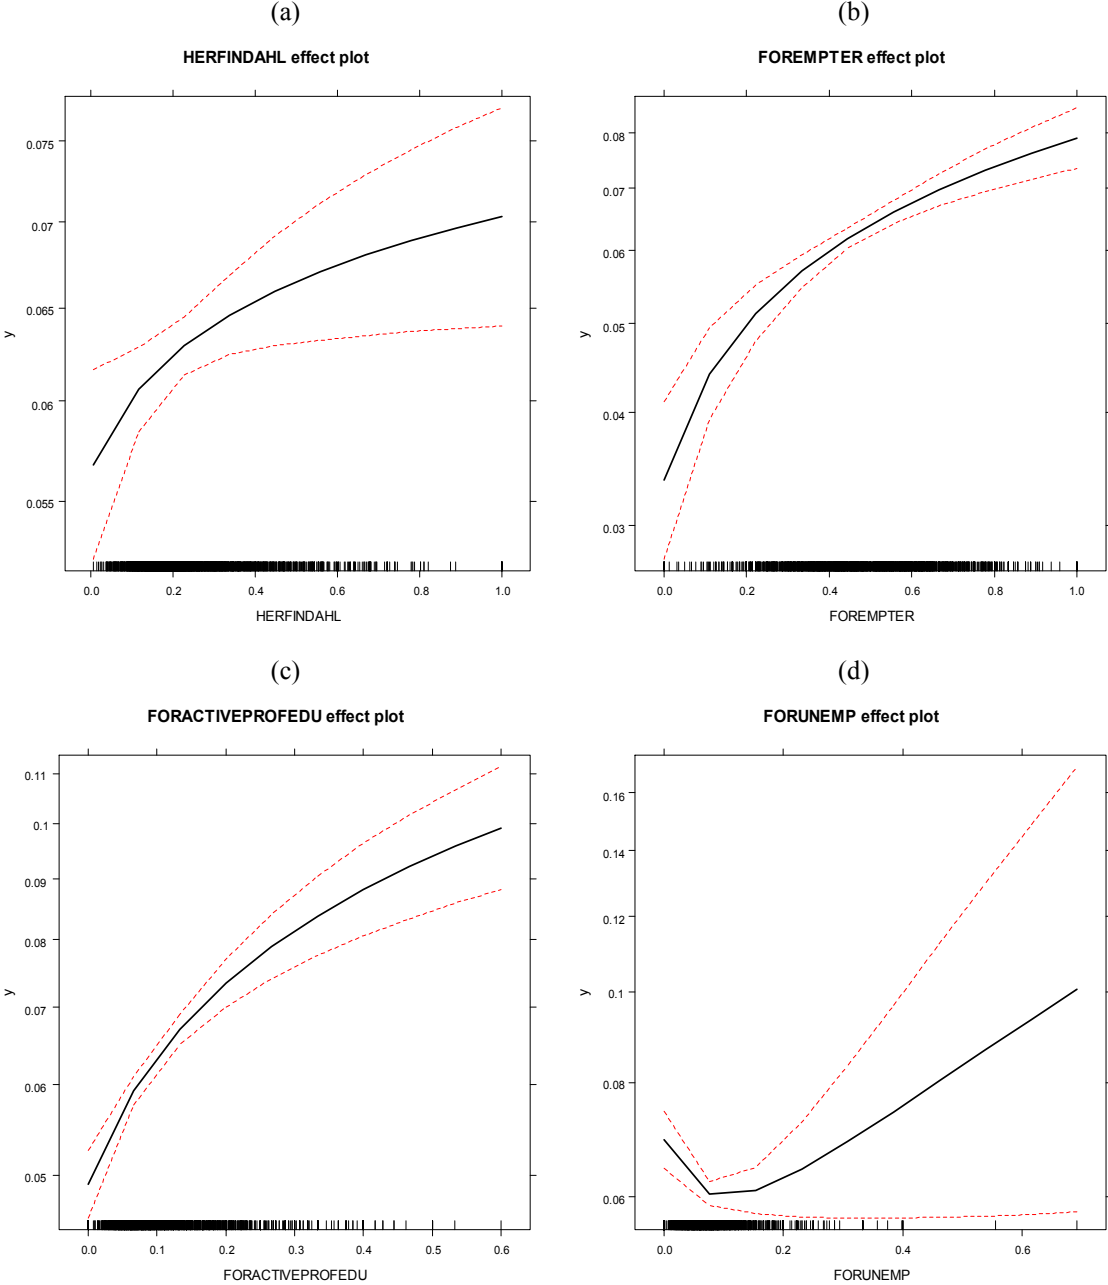 (a)
HERFINDAHL effect plot
0.075
0.07
0.065
0.06
0.055
y
0.0 0.2 0.4 0.6 0.8 1.0
HERFINDAHL
(b)
FOREMPTER effect plot
0.08
0.07
0.06
0.05
0.04
0.03
y
0.0 0.2 0.4 0.6 0.8 1.0
FOREMPTER
(c)
FORACTIVEPROFEDU effect plot
0.11
0.1
0.09
0.08
0.07
0.06
0.05
y
0.0 0.1 0.2 0.3 0.4 0.5 0.6
FORACTIVEPROFEDU
(d)
FORUNEMP effect plot
0.16
0.14
0.12
0.1
0.08
0.06
y
0.0 0.2 0.4 0.6
FORUNEMP